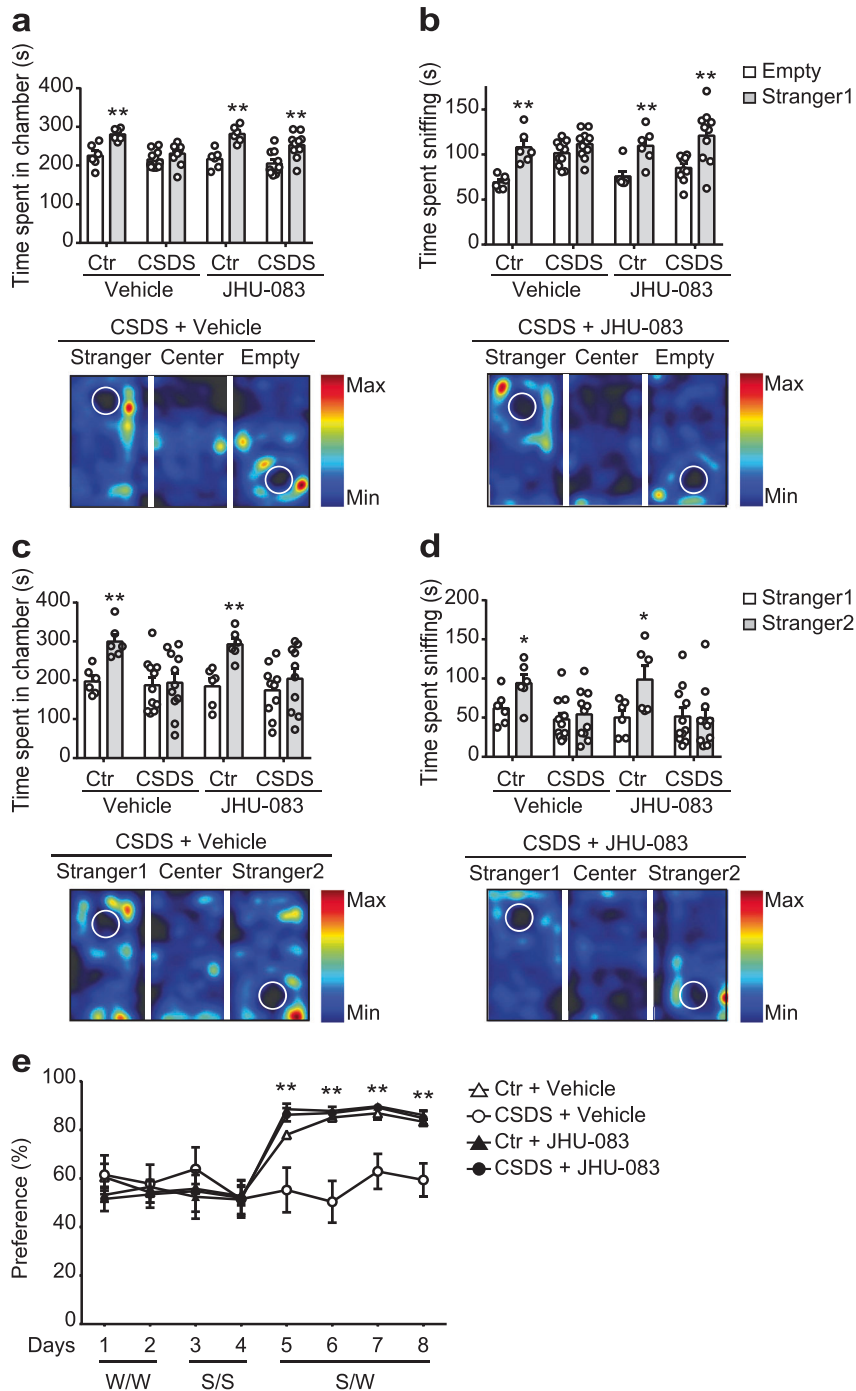 a
Time spent in chamber (s)
400
300
200
100
0
** ** **
Ctr CSDS Ctr CSDS
Vehicle JHU-083
b
Time spent sniffing (s)
150
100
50
0
** ** **
Ctr CSDS Ctr CSDS
Vehicle JHU-083
Empty
Stranger1
CSDS + Vehicle
Stranger Center Empty
Max
Min
CSDS + JHU-083
Stranger Center Empty
Max
Min
c
Time spent in chamber (s)
400
300
200
100
0
** **
Ctr CSDS Ctr CSDS
Vehicle JHU-083
d
Time spent sniffing (s)
200
150
100
50
0
* *
Ctr CSDS Ctr CSDS
Vehicle JHU-083
Stranger1
Stranger2
CSDS + Vehicle
Stranger1 Center Stranger2
Max
Min
CSDS + JHU-083
Stranger1 Center Stranger2
Max
Min
e
Preference (%)
100
80
60
40
20
0
** ** ** **
Days 1 2 3 4 5 6 7 8
W/W S/S S/W
Ctr + Vehicle
CSDS + Vehicle
Ctr + JHU-083
CSDS + JHU-083